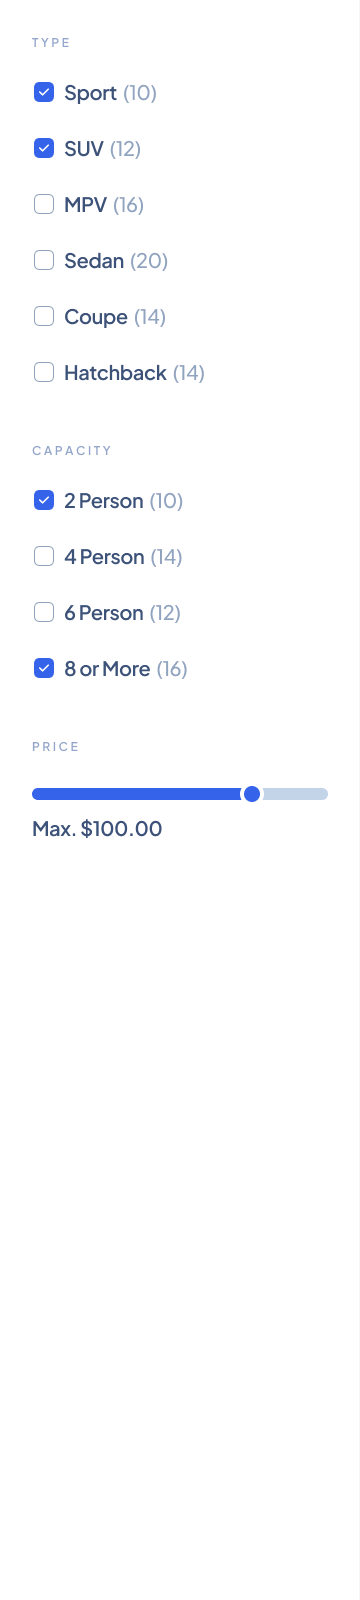 TYPE
Sport (10)
SUV (12)
MPV (16)
Sedan (20)
Coupe (14)
Hatchback (14)
CAPACITY
2 Person (10)
4 Person (14)
6 Person (12)
8 or More (16)
PRICE
Max. $100.00